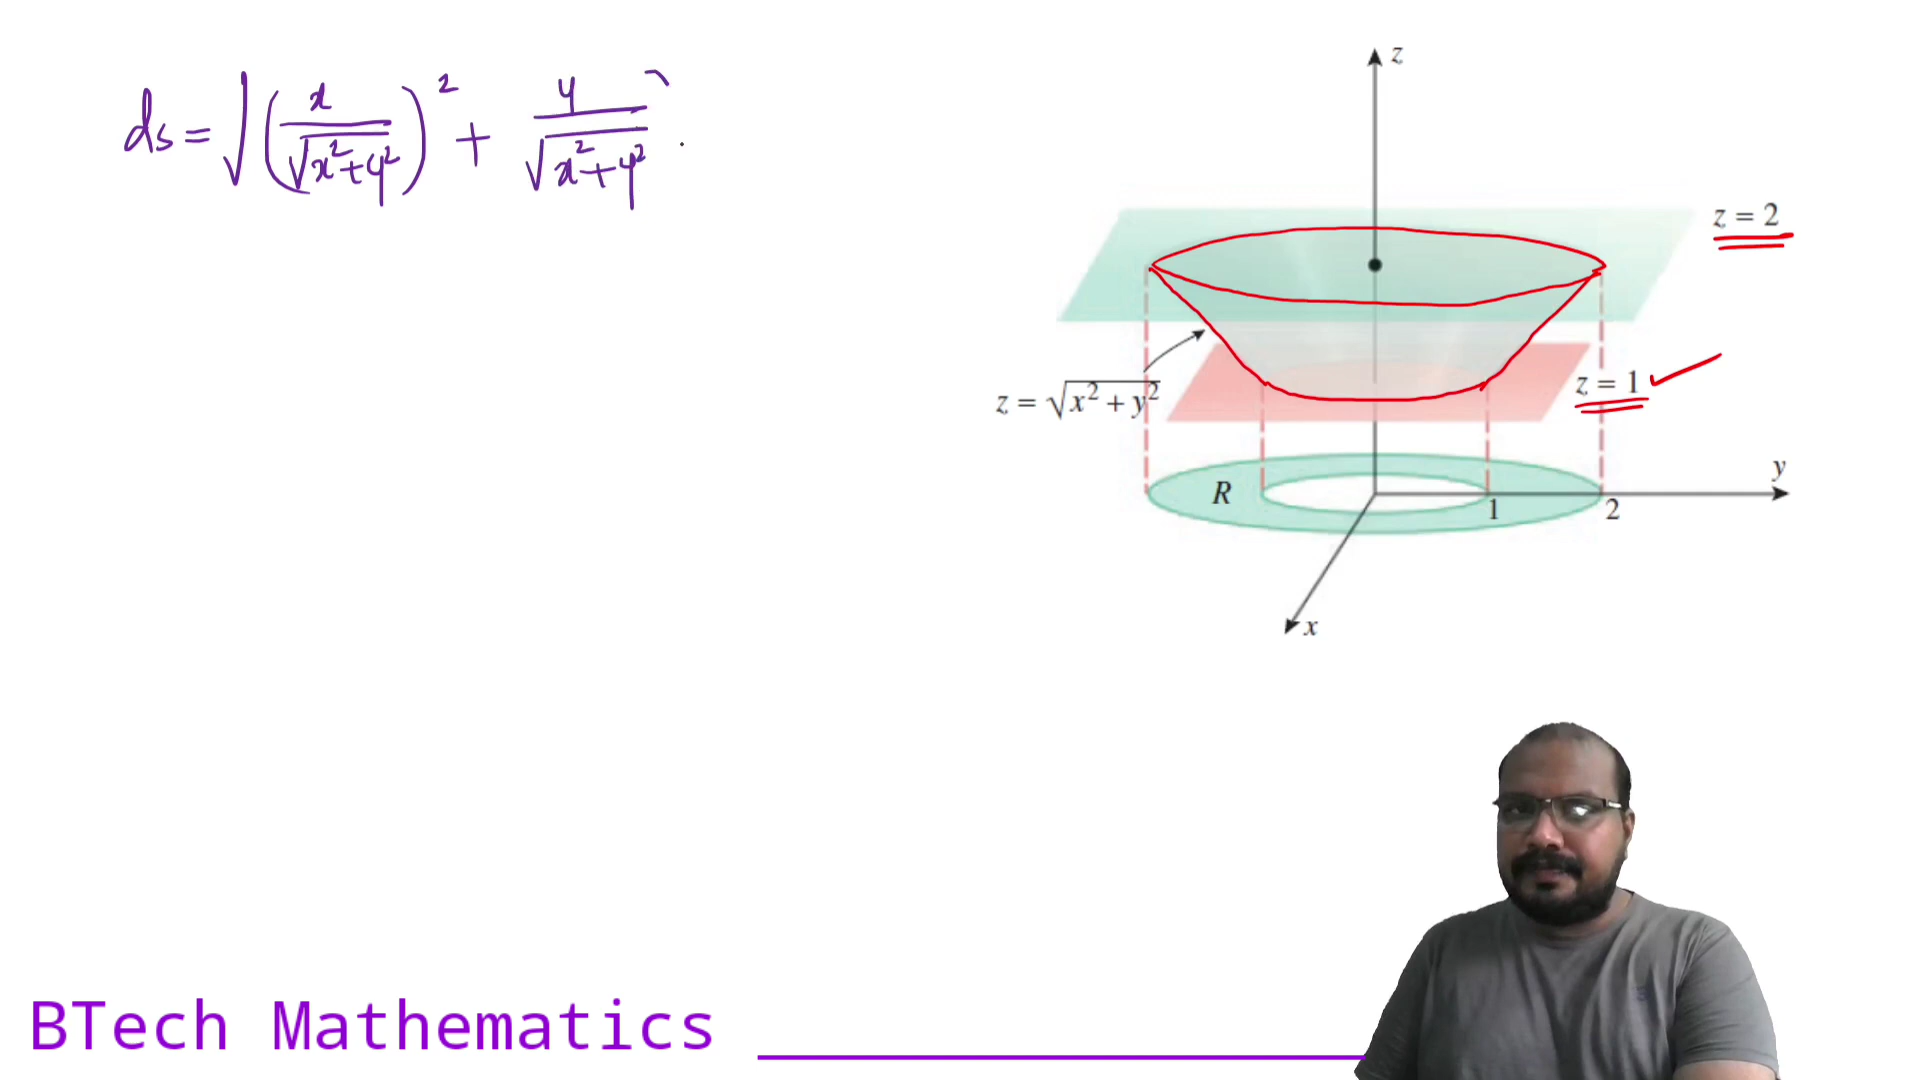 ds = √(x/√(x²+y²))² + y/√(x²+y²)
z
z = 2
z = 1
z = √(x² + y²)
R
1
2
y
x
BTech Mathematics